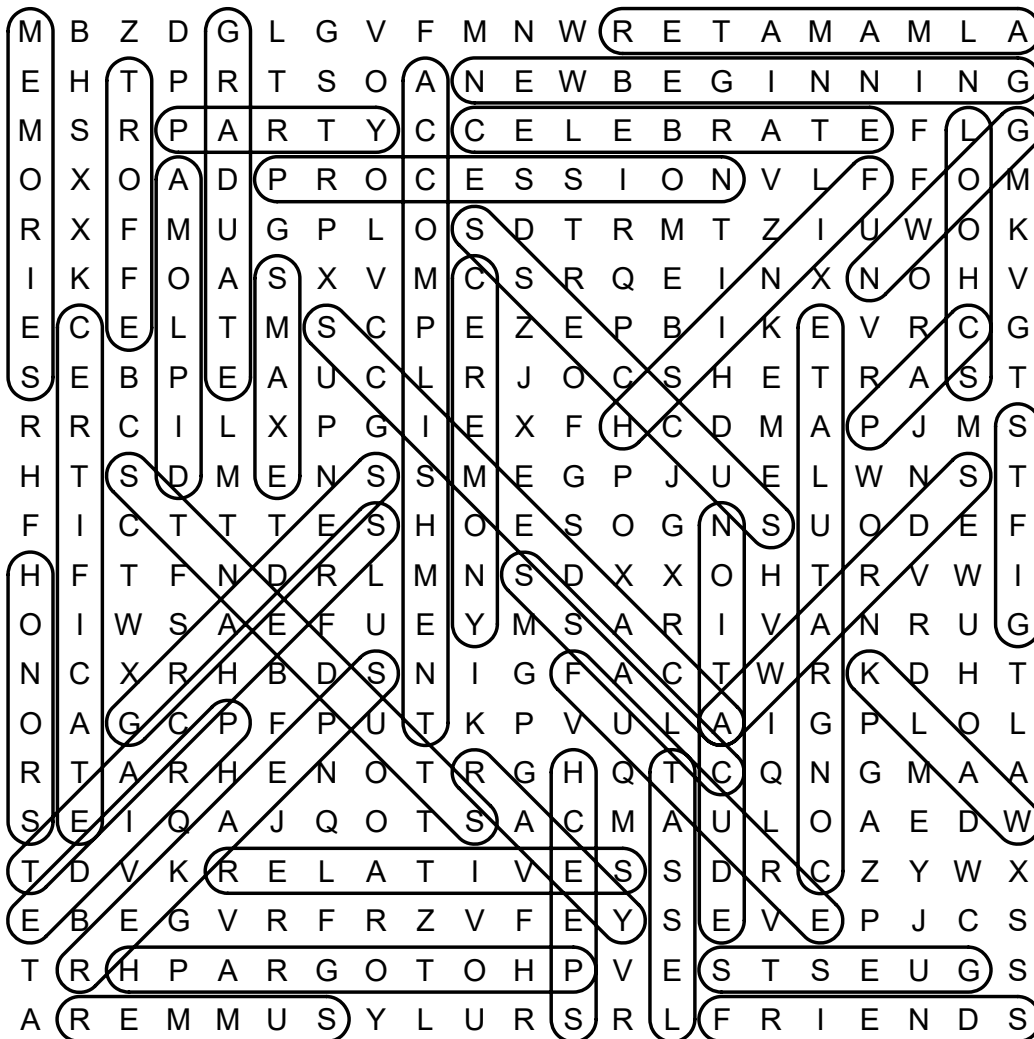 M B Z D G L G V F M N W R E T A M A M L A
E H T P R T S O A N E W B E G I N N I N G
M S R P A R T Y C C E L E B R A T E F L G
O X O A D P R O C E S S I O N V L F F O M
R X F M U G P L O S D T R M T Z I U W O K
I K F O A S X V M C S R Q E I N X N O H V
E C E L T M S C P E Z E P B I K E V R C G
S E B P E A U C L R J O C S H E T R A S T
R R C I L X P G I E X F H C D M A P J M S
H T S D M E N S S M E G P J U E L W N S T
F I C T T T E S H O E S O G N S U O D E F
H F T F N D R L M N S D X X O H T R V W I
O I W S A E F U E Y M S A R I V A N R U G
N C X R H B D S N I G F A C T W R K D H T
O A G C P F P U T K P V U L A I G P L O L
R T A R H E N O T R G H Q T C Q N G M A A
S E I Q A J Q O T S A C M A U L O A E D W
T D V K R E L A T I V E S S D R C Z Y W X
E B E G V R F R Z V F E Y S E V E P J C S
T R H P A R G O T O H P V E S T S E U G S
A R E M M U S Y L U R S R L F R I E N D S